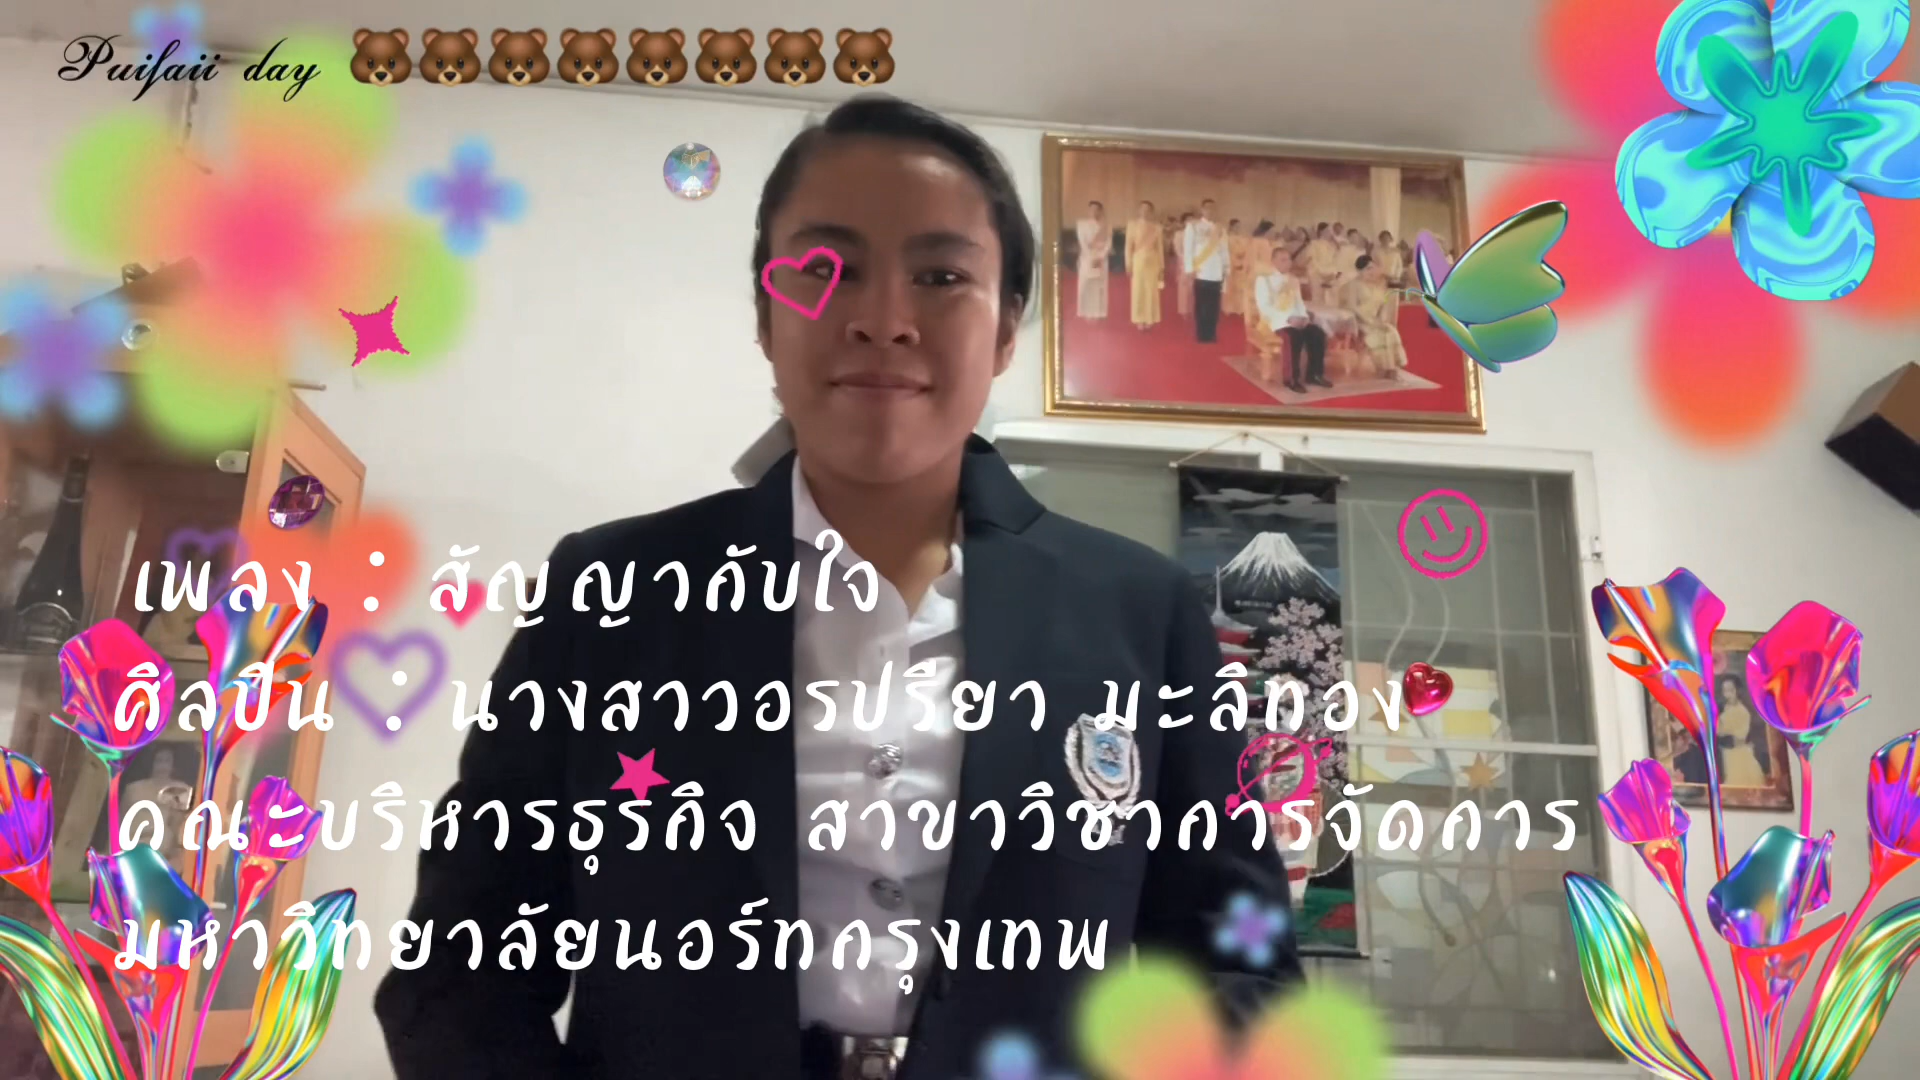 Puifaii day 🐻🐻🐻🐻🐻🐻🐻🐻
เพลง : สัญญากับใจ
ศิลปิน : นางสาวอรปรียา มะลิทอง
คณะบริหารธุรกิจ สาขาวิชาการจัดการ
มหาวิทยาลัยนอร์ทกรุงเทพ